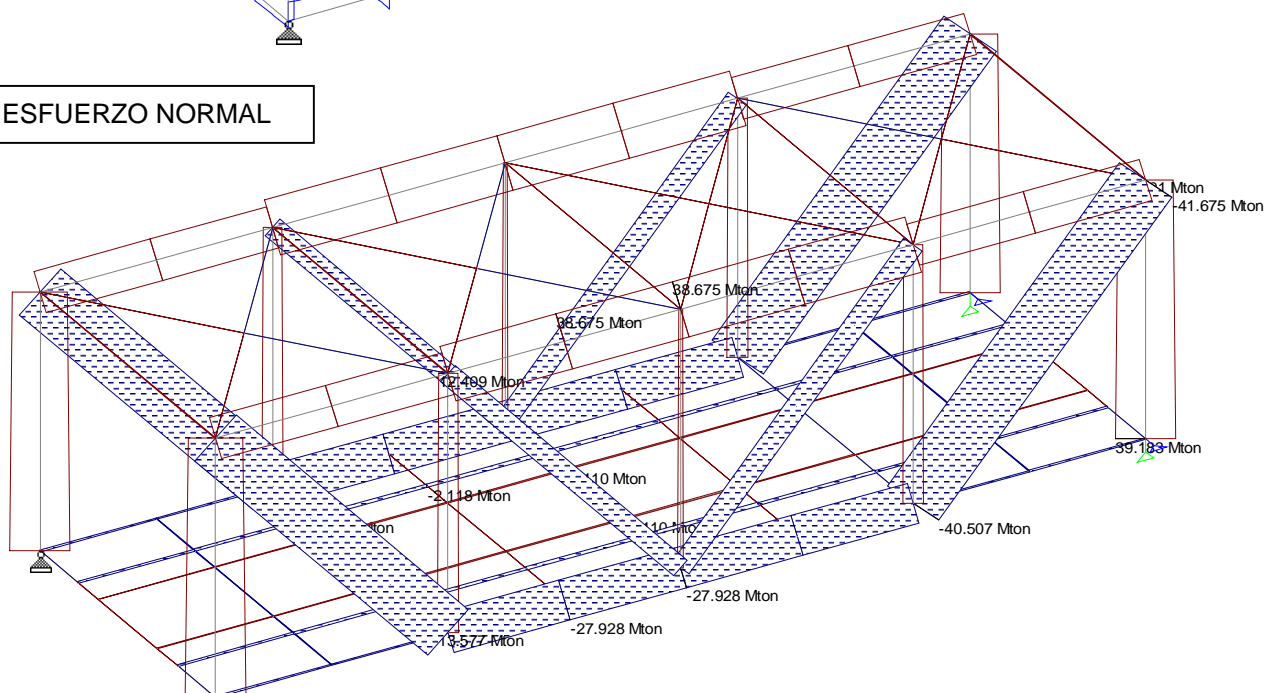 ESFUERZO NORMAL
-41.675 Mton
38.675 Mton
38.675 Mton
12.409 Mton
39.183 Mton
-2.118 Mton
-40.507 Mton
-27.928 Mton
-27.928 Mton
13.577 Mton